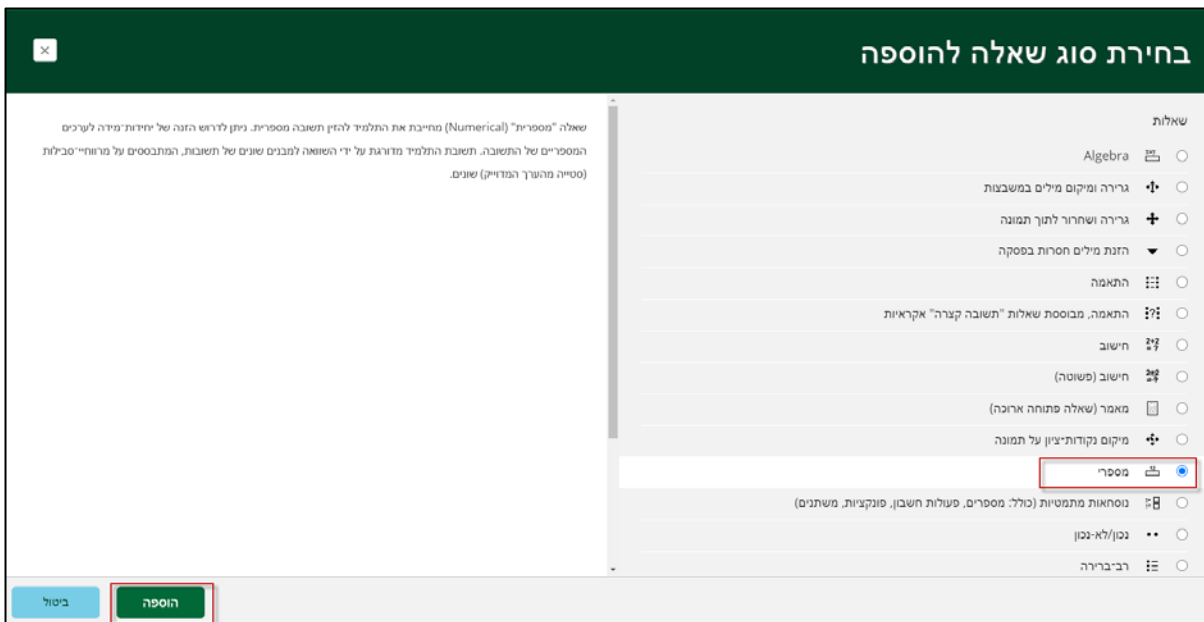 בחירת סוג שאלה להוספה
שאלות
Algebra
גרירה ומיקום מילים במשבצות
גרירה ושחרור לתוך תמונה
הזנת מילים חסרות בפסקה
התאמה
התאמה, מבוססת שאלות "תשובה קצרה" אקראיות
חישוב
חישוב (פשוטה)
מאמר (שאלה פתוחה ארוכה)
מיקום נקודות־ציון על תמונה
מספרי
נוסחאות מתמטיות (כולל: מספרים, פעולות חשבון, פונקציות, משתנים)
נכון/לא-נכון
רב־ברירה
שאלה "מספרית" (Numerical) מחייבת את התלמיד להזין תשובה מספרית. ניתן לדרוש הזנה של יחידות־מידה לערכים
המספריים של התשובה. תשובת התלמיד מדורגת על ידי השוואה למבנים שונים של תשובות, המתבססים על מרווחי־סבילות
(סטייה מהערך המדוייק) שונים.
הוספה
ביטול